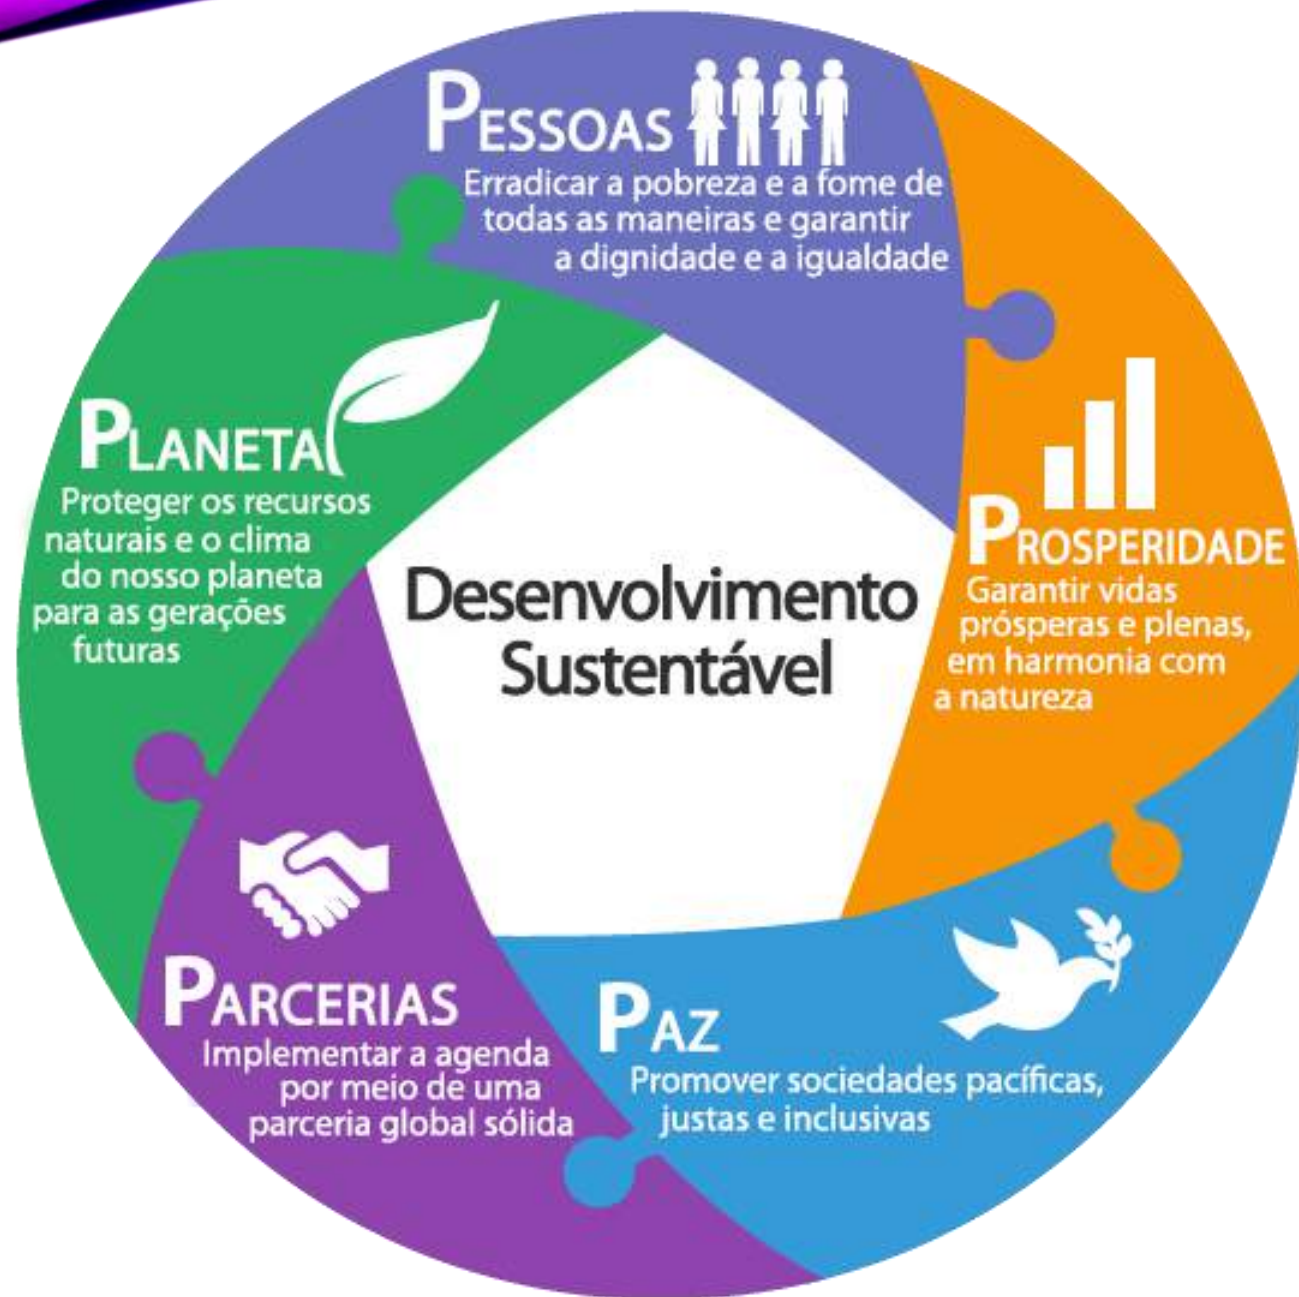 PESSOAS
Erradicar a pobreza e a fome de
todas as maneiras e garantir
a dignidade e a igualdade
PROSPERIDADE
Garantir vidas
prósperas e plenas,
em harmonia com
a natureza
PAZ
Promover sociedades pacíficas,
justas e inclusivas
PARCERIAS
Implementar a agenda
por meio de uma
parceria global sólida
PLANETA
Proteger os recursos
naturais e o clima
do nosso planeta
para as gerações
futuras
Desenvolvimento
Sustentável